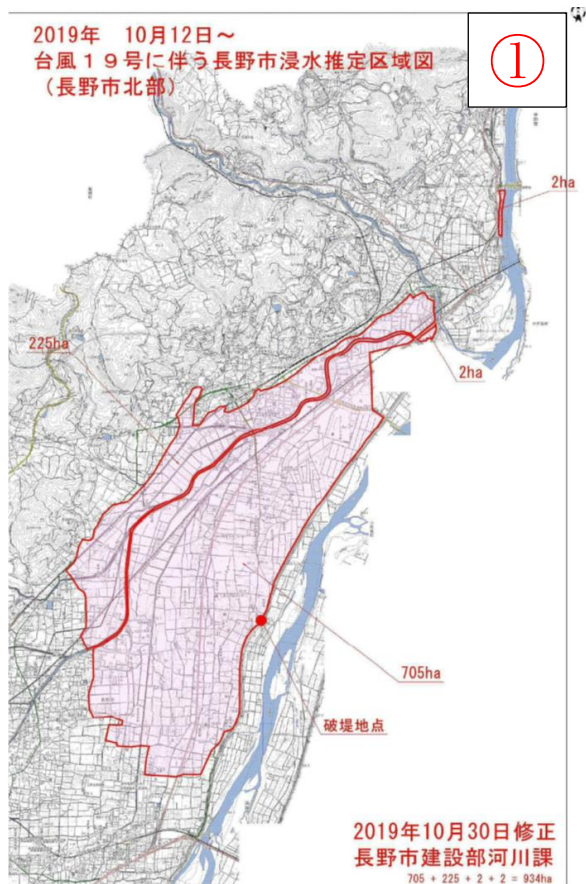 2019年 10月12日~
台風19号に伴う長野市浸水推定区域図
(長野市北部)
①
2ha
225ha
2ha
705ha
破堤地点
2019年10月30日修正
長野市建設部河川課
705 + 225 + 2 + 2 = 934ha